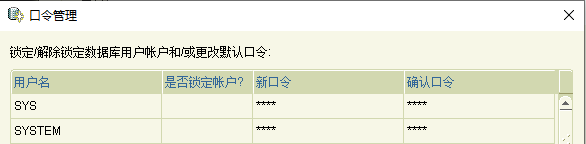 口令管理
锁定/解除锁定数据库用户帐户和/或更改默认口令:
用户名 是否锁定帐户? 新口令 确认口令
SYS **** ****
SYSTEM **** ****